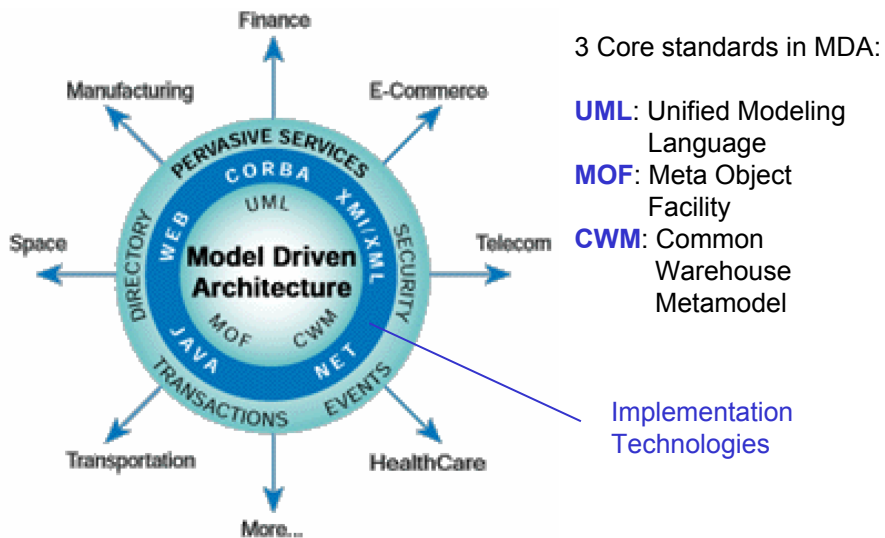 Finance
Manufacturing
E-Commerce
PERVASIVE SERVICES
CORBA
WEB
XMI/XML
UML
DIRECTORY
SECURITY
Space
Model Driven
Architecture
Telecom
MOF
CWM
JAVA
NET
TRANSACTIONS
EVENTS
Transportation
HealthCare
More...
3 Core standards in MDA:
UML: Unified Modeling
Language
MOF: Meta Object
Facility
CWM: Common
Warehouse
Metamodel
Implementation
Technologies